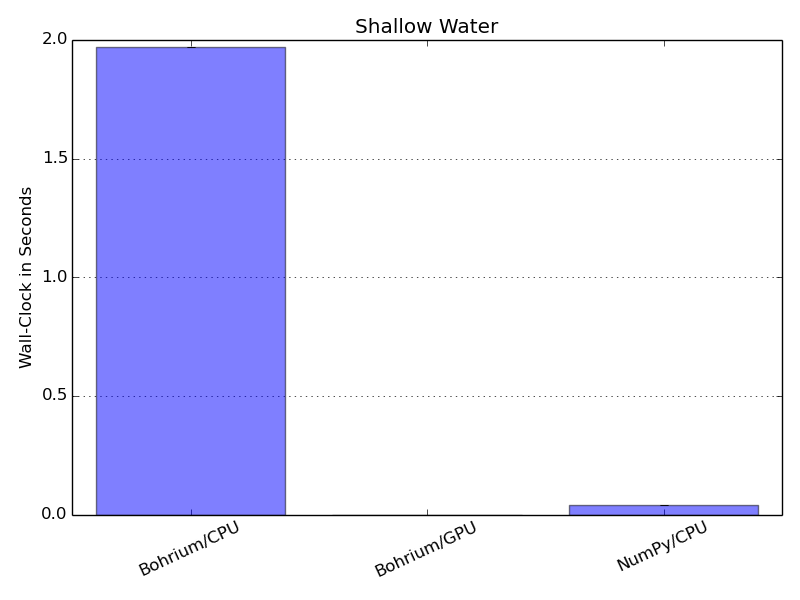 Shallow Water
Wall-Clock in Seconds
2.0
1.5
1.0
0.5
0.0
Bohrium/CPU
Bohrium/GPU
NumPy/CPU